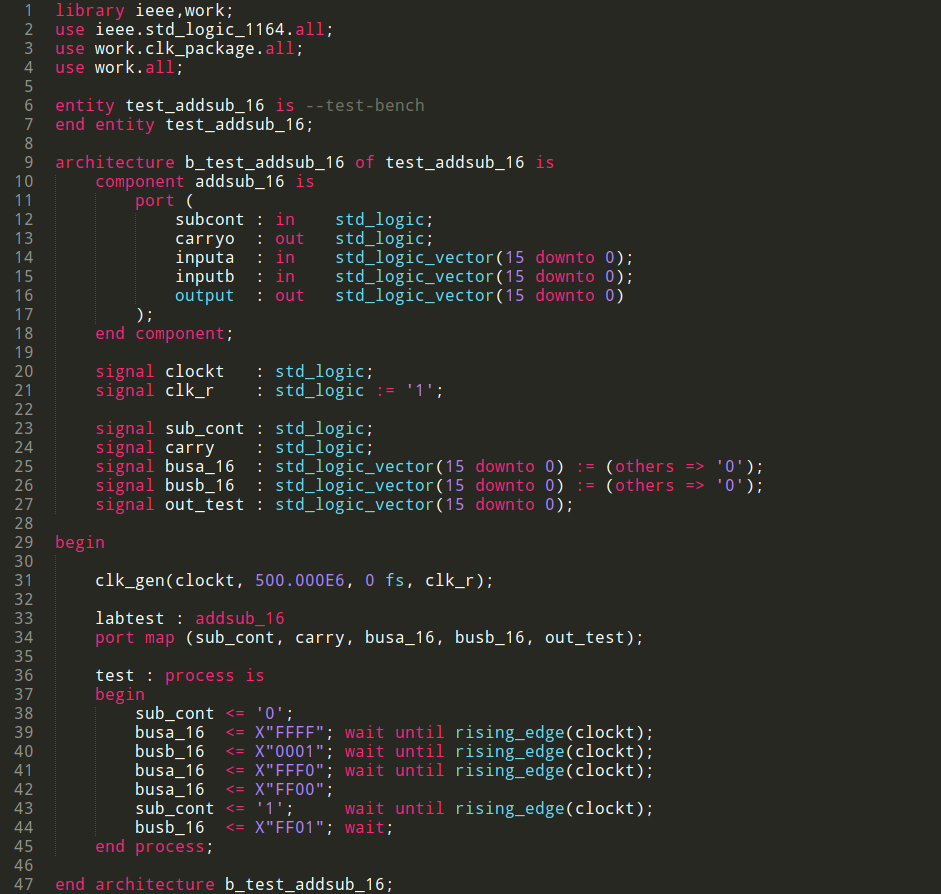 1 library ieee,work;
2 use ieee.std_logic_1164.all;
3 use work.clk_package.all;
4 use work.all;
5
6 entity test_addsub_16 is --test-bench
7 end entity test_addsub_16;
8
9 architecture b_test_addsub_16 of test_addsub_16 is
10     component addsub_16 is
11         port (
12             subcont : in    std_logic;
13             carryo  : out   std_logic;
14             inputa  : in    std_logic_vector(15 downto 0);
15             inputb  : in    std_logic_vector(15 downto 0);
16             output  : out   std_logic_vector(15 downto 0)
17         );
18     end component;
19
20     signal clockt   : std_logic;
21     signal clk_r    : std_logic := '1';
22
23     signal sub_cont : std_logic;
24     signal carry    : std_logic;
25     signal busa_16  : std_logic_vector(15 downto 0) := (others => '0');
26     signal busb_16  : std_logic_vector(15 downto 0) := (others => '0');
27     signal out_test : std_logic_vector(15 downto 0);
28
29 begin
30
31     clk_gen(clockt, 500.000E6, 0 fs, clk_r);
32
33     labtest : addsub_16
34     port map (sub_cont, carry, busa_16, busb_16, out_test);
35
36     test : process is
37     begin
38         sub_cont <= '0';
39         busa_16  <= X"FFFF"; wait until rising_edge(clockt);
40         busb_16  <= X"0001"; wait until rising_edge(clockt);
41         busa_16  <= X"FFF0"; wait until rising_edge(clockt);
42         busa_16  <= X"FF00";
43         sub_cont <= '1';     wait until rising_edge(clockt);
44         busb_16  <= X"FF01"; wait;
45     end process;
46
47 end architecture b_test_addsub_16;